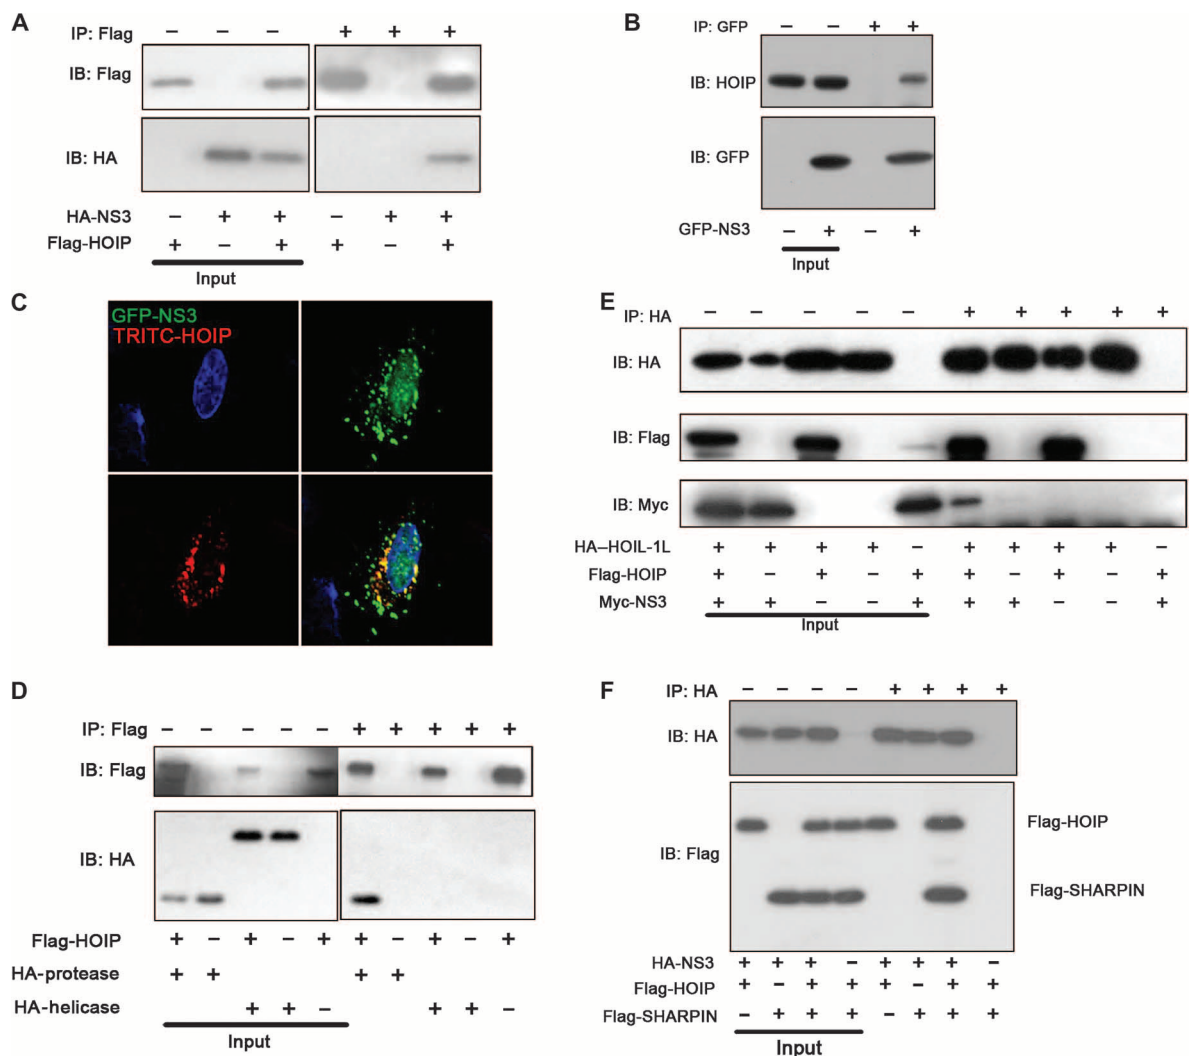 A
IP: Flag – – – + + +
IB: Flag
IB: HA
HA-NS3 – + + – + +
Flag-HOIP + – + + – +
Input
B
IP: GFP – – + +
IB: HOIP
IB: GFP
GFP-NS3 – + – +
Input
C
GFP-NS3
TRITC-HOIP
E
IP: HA – – – – – + + + + +
IB: HA
IB: Flag
IB: Myc
HA–HOIL-1L + + + + – + + + + –
Flag-HOIP + – + – + + – + – +
Myc-NS3 + + – – + + + – – +
Input
D
IP: Flag – – – – – + + + + +
IB: Flag
IB: HA
Flag-HOIP + – + – + + – + – +
HA-protease + + + +
HA-helicase + + – + + –
Input
F
IP: HA – – – – + + + +
IB: HA
IB: Flag
Flag-HOIP
Flag-SHARPIN
HA-NS3 + + + – + + + –
Flag-HOIP + – + + + – + +
Flag-SHARPIN – + + + – + + +
Input